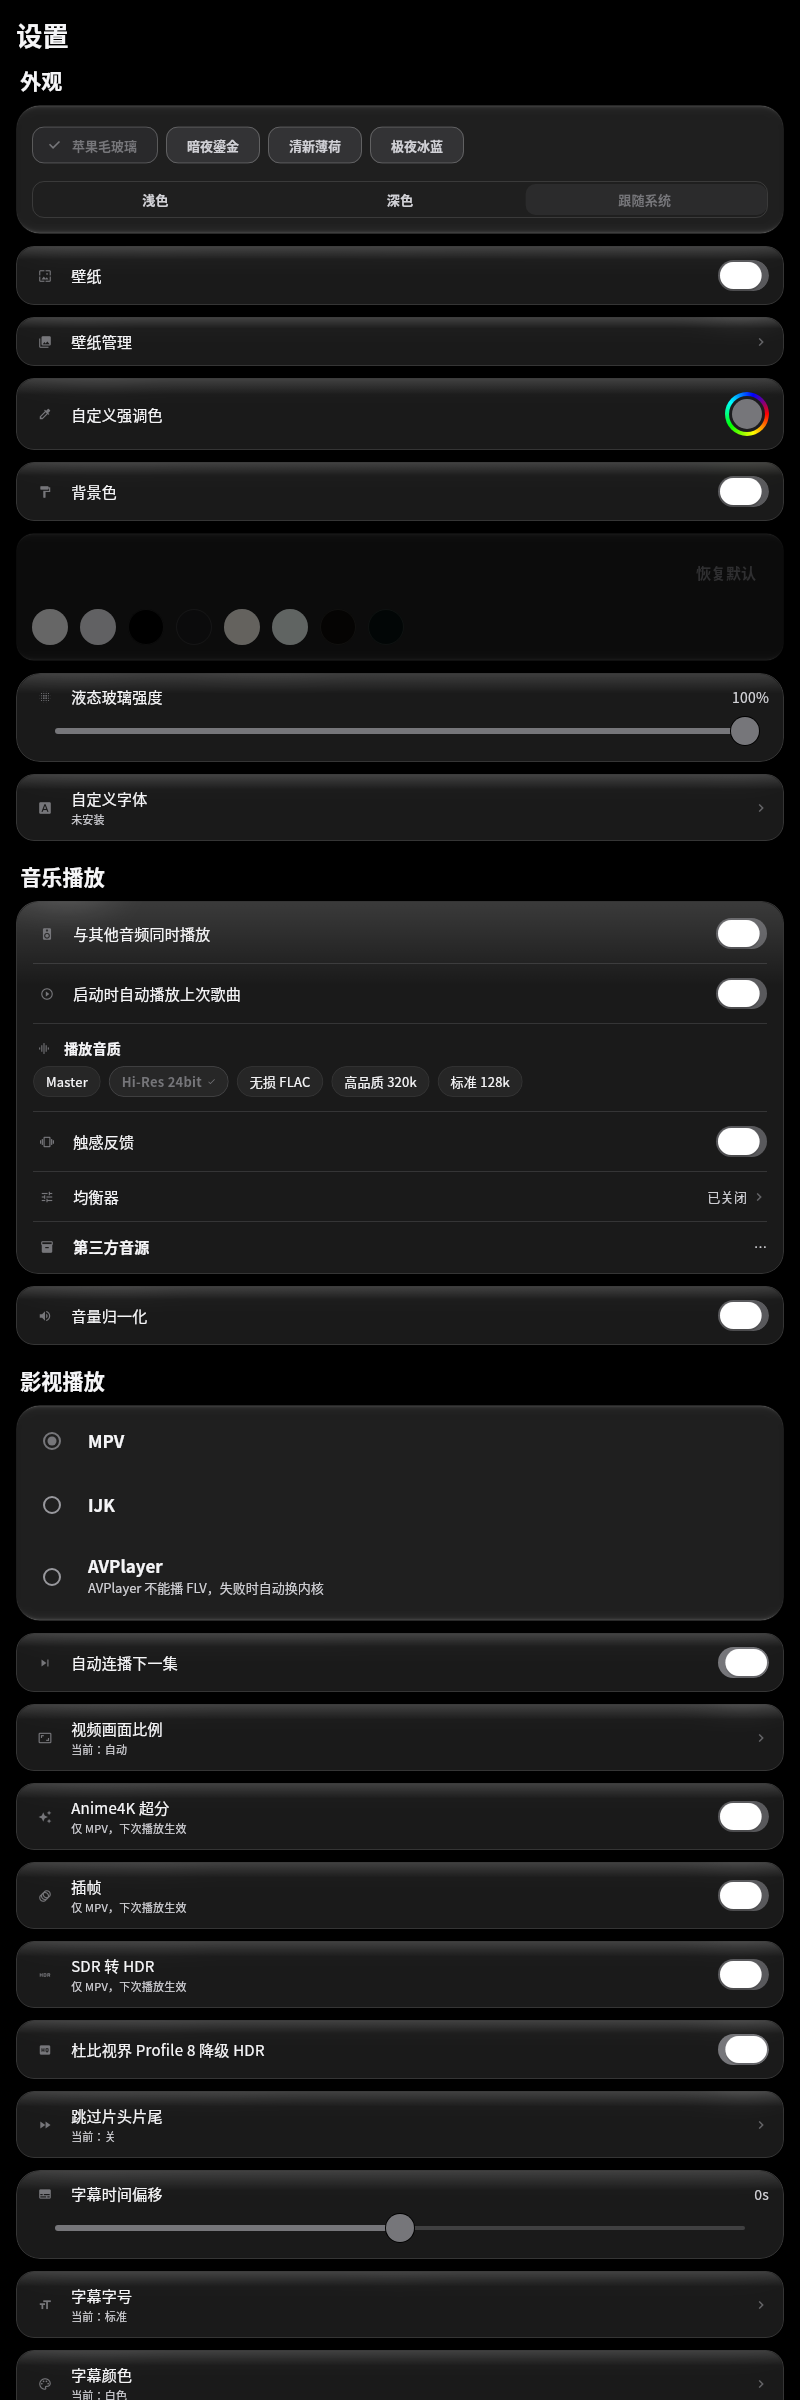 设置
外观
苹果毛玻璃
暗夜鎏金
清新薄荷
极夜冰蓝
浅色
深色
跟随系统
壁纸
壁纸管理
自定义强调色
背景色
恢复默认
液态玻璃强度
100%
自定义字体
未安装
音乐播放
与其他音频同时播放
启动时自动播放上次歌曲
播放音质
Master
Hi-Res 24bit
无损 FLAC
高品质 320k
标准 128k
触感反馈
均衡器
已关闭
第三方音源
...
音量归一化
影视播放
MPV
IJK
AVPlayer
AVPlayer 不能播 FLV，失败时自动换内核
自动连播下一集
视频画面比例
当前：自动
Anime4K 超分
仅 MPV，下次播放生效
插帧
仅 MPV，下次播放生效
SDR 转 HDR
仅 MPV，下次播放生效
杜比视界 Profile 8 降级 HDR
跳过片头片尾
当前：关
字幕时间偏移
0s
字幕字号
当前：标准
字幕颜色
当前：白色